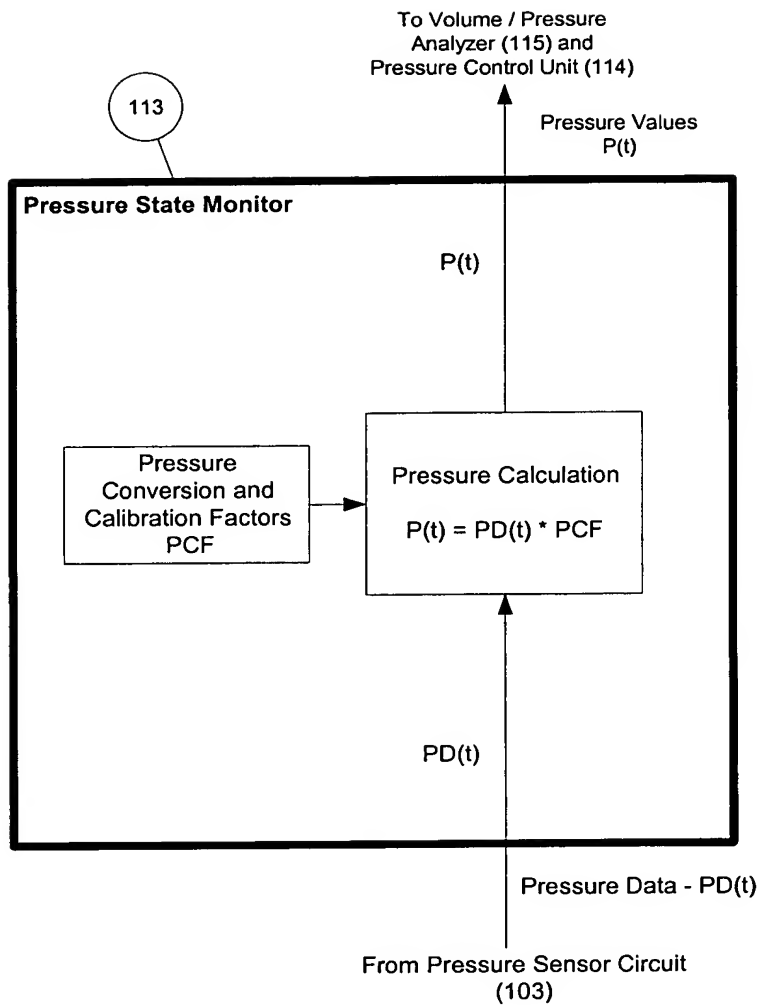 To Volume / Pressure
Analyzer (115) and
Pressure Control Unit (114)
113
Pressure Values
P(t)
Pressure State Monitor
P(t)
Pressure
Conversion and
Calibration Factors
PCF
Pressure Calculation
P(t) = PD(t) * PCF
PD(t)
Pressure Data - PD(t)
From Pressure Sensor Circuit
(103)